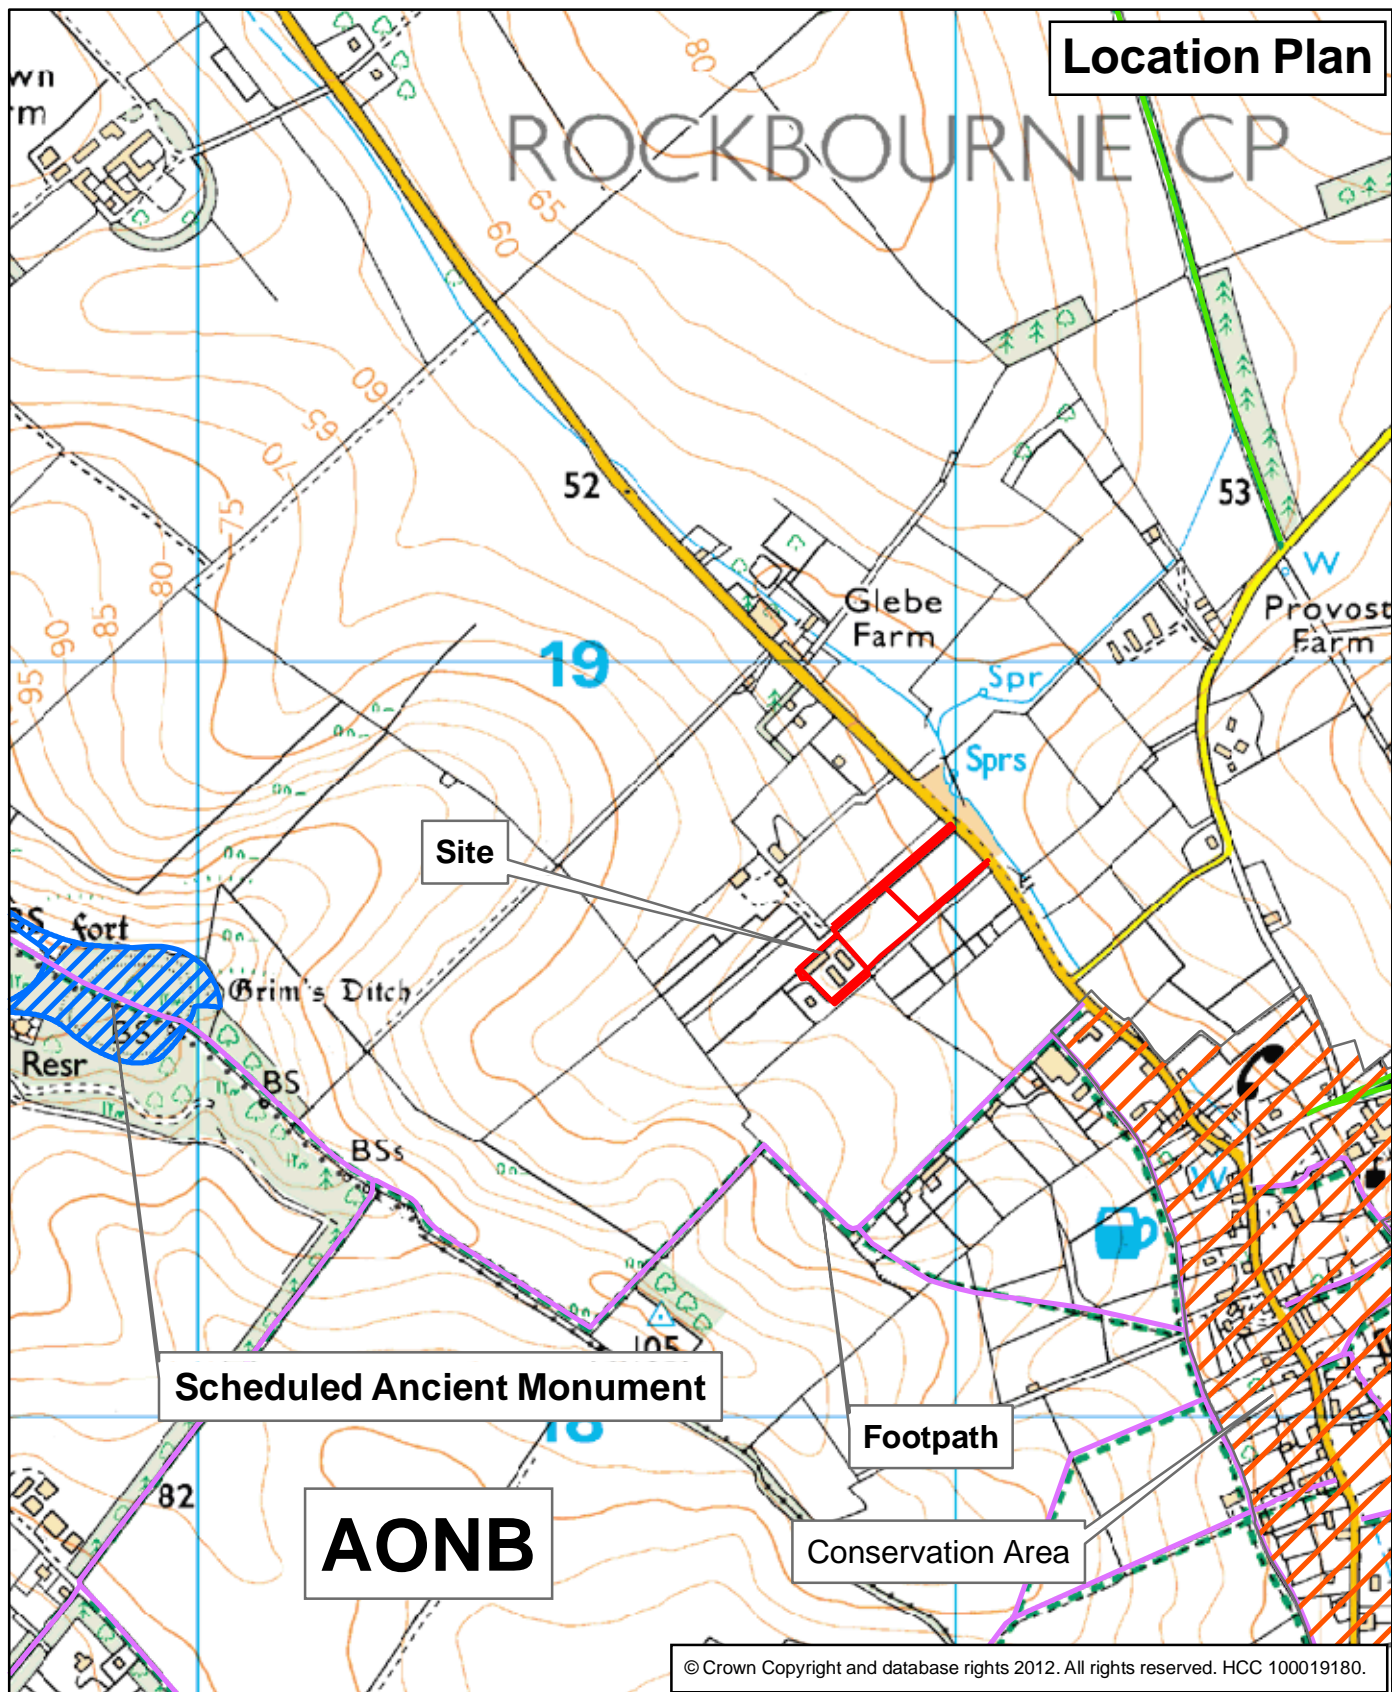 Location Plan
ROCKBOURNE CP
80
65
60
60
65
70
75
80
85
90
95
52
53
W
Glebe
Farm
Provost
Farm
19
Spr
Sprs
Site
fort
Grim's Ditch
Resr
BS
BSs
W
105
Scheduled Ancient Monument
18
Footpath
82
AONB
Conservation Area
© Crown Copyright and database rights 2012. All rights reserved. HCC 100019180.